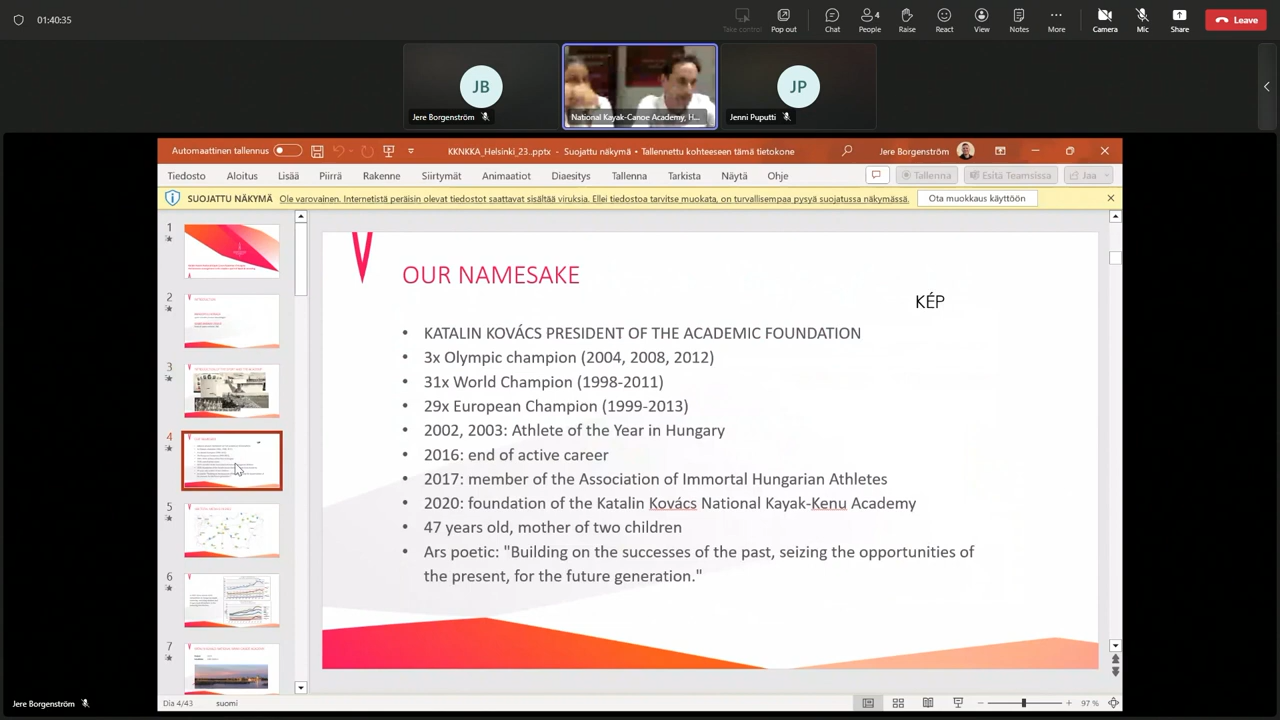 01:40:35
Take control
Pop out
Chat
4
People
Raise
React
View
Notes
More
Camera
Mic
Share
Leave
JB
Jere Borgenström
National Kayak-Canoe Academy, H...
JP
Jenni Puputti
Automaattinen tallennus
KKNKKA_Helsinki_23..pptx - Suojattu näkymä • Tallennettu kohteeseen tämä tietokone
Jere Borgenström
Tiedosto
Aloitus
Lisää
Piirrä
Rakenne
Siirtymät
Animaatiot
Diaesitys
Tallenna
Tarkista
Näytä
Ohje
Tallenna
Esitä Teamsissa
Jaa
SUOJATTU NÄKYMÄ
Ole varovainen. Internetistä peräisin olevat tiedostot saattavat sisältää viruksia. Ellei tiedostoa tarvitse muokata, on turvallisempaa pysyä suojatussa näkymässä.
Ota muokkaus käyttöön
1
2
3
4
5
6
7
OUR NAMESAKE
KÉP
• KATALIN KOVÁCS PRESIDENT OF THE ACADEMIC FOUNDATION
• 3x Olympic champion (2004, 2008, 2012)
• 31x World Champion (1998-2011)
• 29x European Champion (1999-2013)
• 2002, 2003: Athlete of the Year in Hungary
• 2016: end of active career
• 2017: member of the Association of Immortal Hungarian Athletes
• 2020: foundation of the Katalin Kovács National Kayak-Kenu Academy
• 47 years old, mother of two children
• Ars poetic: "Building on the successes of the past, seizing the opportunities of
the present, for the future generation."
Dia 4/43
suomi
97 %
Jere Borgenström